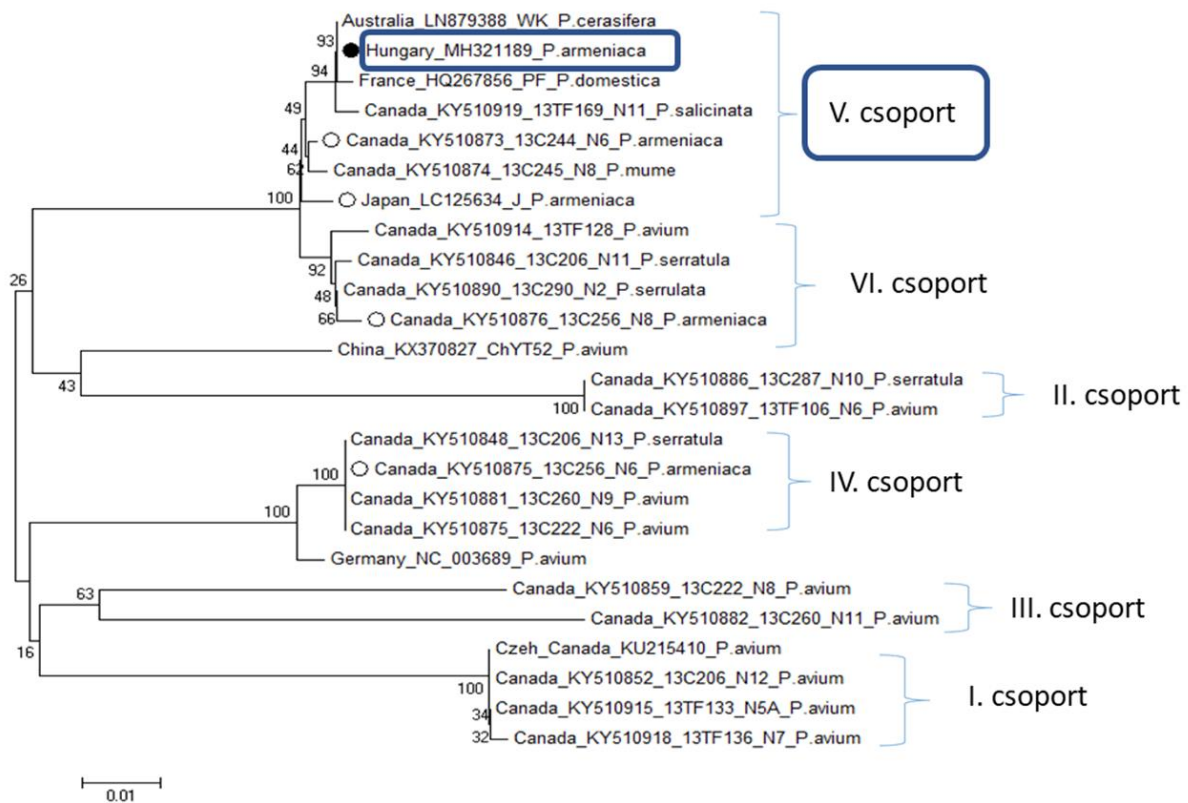 Australia_LN879388_WK_P.cerasifera
93
Hungary_MH321189_P.armeniaca
94
France_HQ267856_PF_P.domestica
49
Canada_KY510919_13TF169_N11_P.salicinata
V. csoport
44
Canada_KY510873_13C244_N6_P.armeniaca
62
Canada_KY510874_13C245_N8_P.mume
100
Japan_LC125634_J_P.armeniaca
Canada_KY510914_13TF128_P.avium
92
Canada_KY510846_13C206_N11_P.serratula
26
48
Canada_KY510890_13C290_N2_P.serrulata
VI. csoport
66
Canada_KY510876_13C256_N8_P.armeniaca
China_KX370827_ChYT52_P.avium
43
Canada_KY510886_13C287_N10_P.serratula
100
Canada_KY510897_13TF106_N6_P.avium
II. csoport
Canada_KY510848_13C206_N13_P.serratula
100
Canada_KY510875_13C256_N6_P.armeniaca
IV. csoport
100
Canada_KY510881_13C260_N9_P.avium
Canada_KY510875_13C222_N6_P.avium
Germany_NC_003689_P.avium
63
Canada_KY510859_13C222_N8_P.avium
III. csoport
Canada_KY510882_13C260_N11_P.avium
16
Czeh_Canada_KU215410_P.avium
100
Canada_KY510852_13C206_N12_P.avium
I. csoport
34
Canada_KY510915_13TF133_N5A_P.avium
32
Canada_KY510918_13TF136_N7_P.avium
0.01